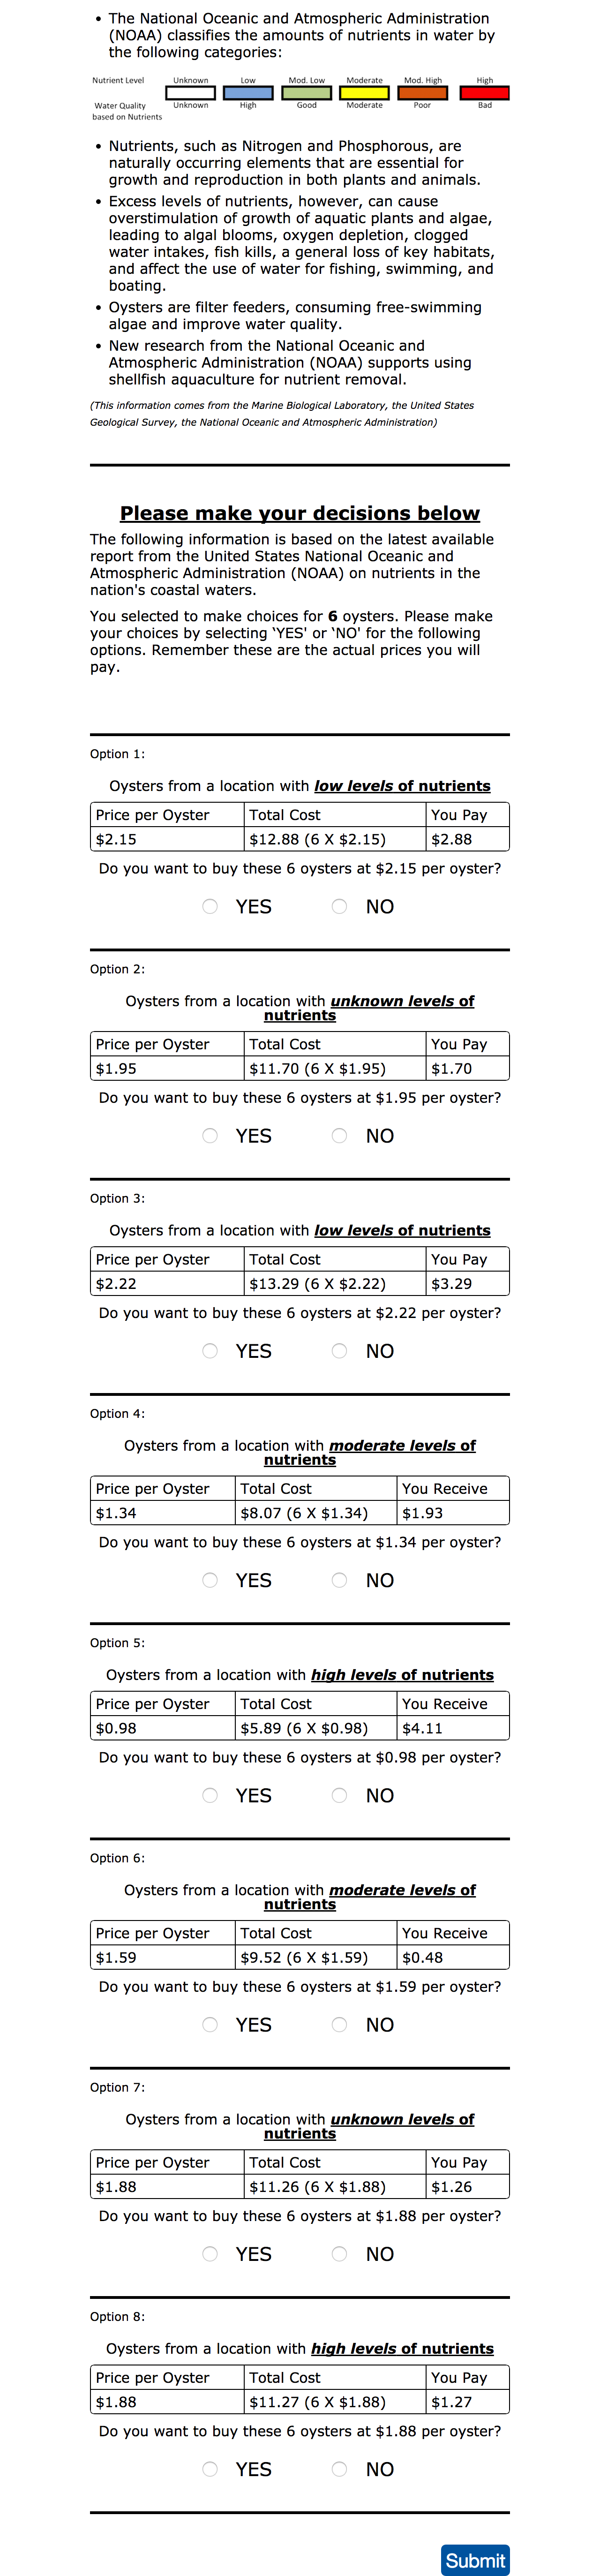 • The National Oceanic and Atmospheric Administration
(NOAA) classifies the amounts of nutrients in water by
the following categories:
Nutrient Level Unknown Low Mod. Low Moderate Mod. High High
Water Quality Unknown High Good Moderate Poor Bad
based on Nutrients
• Nutrients, such as Nitrogen and Phosphorous, are
naturally occurring elements that are essential for
growth and reproduction in both plants and animals.
• Excess levels of nutrients, however, can cause
overstimulation of growth of aquatic plants and algae,
leading to algal blooms, oxygen depletion, clogged
water intakes, fish kills, a general loss of key habitats,
and affect the use of water for fishing, swimming, and
boating.
• Oysters are filter feeders, consuming free-swimming
algae and improve water quality.
• New research from the National Oceanic and
Atmospheric Administration (NOAA) supports using
shellfish aquaculture for nutrient removal.
(This information comes from the Marine Biological Laboratory, the United States
Geological Survey, the National Oceanic and Atmospheric Administration)
Please make your decisions below
The following information is based on the latest available
report from the United States National Oceanic and
Atmospheric Administration (NOAA) on nutrients in the
nation's coastal waters.
You selected to make choices for 6 oysters. Please make
your choices by selecting 'YES' or 'NO' for the following
options. Remember these are the actual prices you will
pay.
Option 1:
Oysters from a location with low levels of nutrients
Price per Oyster Total Cost You Pay
$2.15 $12.88 (6 X $2.15) $2.88
Do you want to buy these 6 oysters at $2.15 per oyster?
YES NO
Option 2:
Oysters from a location with unknown levels of
nutrients
Price per Oyster Total Cost You Pay
$1.95 $11.70 (6 X $1.95) $1.70
Do you want to buy these 6 oysters at $1.95 per oyster?
YES NO
Option 3:
Oysters from a location with low levels of nutrients
Price per Oyster Total Cost You Pay
$2.22 $13.29 (6 X $2.22) $3.29
Do you want to buy these 6 oysters at $2.22 per oyster?
YES NO
Option 4:
Oysters from a location with moderate levels of
nutrients
Price per Oyster Total Cost You Receive
$1.34 $8.07 (6 X $1.34) $1.93
Do you want to buy these 6 oysters at $1.34 per oyster?
YES NO
Option 5:
Oysters from a location with high levels of nutrients
Price per Oyster Total Cost You Receive
$0.98 $5.89 (6 X $0.98) $4.11
Do you want to buy these 6 oysters at $0.98 per oyster?
YES NO
Option 6:
Oysters from a location with moderate levels of
nutrients
Price per Oyster Total Cost You Receive
$1.59 $9.52 (6 X $1.59) $0.48
Do you want to buy these 6 oysters at $1.59 per oyster?
YES NO
Option 7:
Oysters from a location with unknown levels of
nutrients
Price per Oyster Total Cost You Pay
$1.88 $11.26 (6 X $1.88) $1.26
Do you want to buy these 6 oysters at $1.88 per oyster?
YES NO
Option 8:
Oysters from a location with high levels of nutrients
Price per Oyster Total Cost You Pay
$1.88 $11.27 (6 X $1.88) $1.27
Do you want to buy these 6 oysters at $1.88 per oyster?
YES NO
Submit